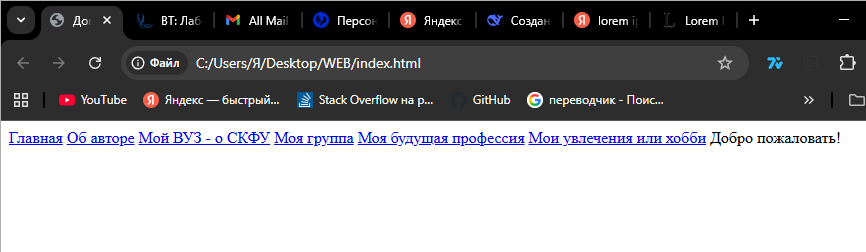 До ВТ: Лаб All Mail Персон Яндекс Создан lorem ip Lorem
Файл C:/Users/Я/Desktop/WEB/index.html
YouTube Яндекс — быстрый... Stack Overflow на р... GitHub переводчик - Поис...
Главная Об авторе Мой ВУЗ - о СКФУ Моя группа Моя будущая профессия Мои увлечения или хобби Добро пожаловать!